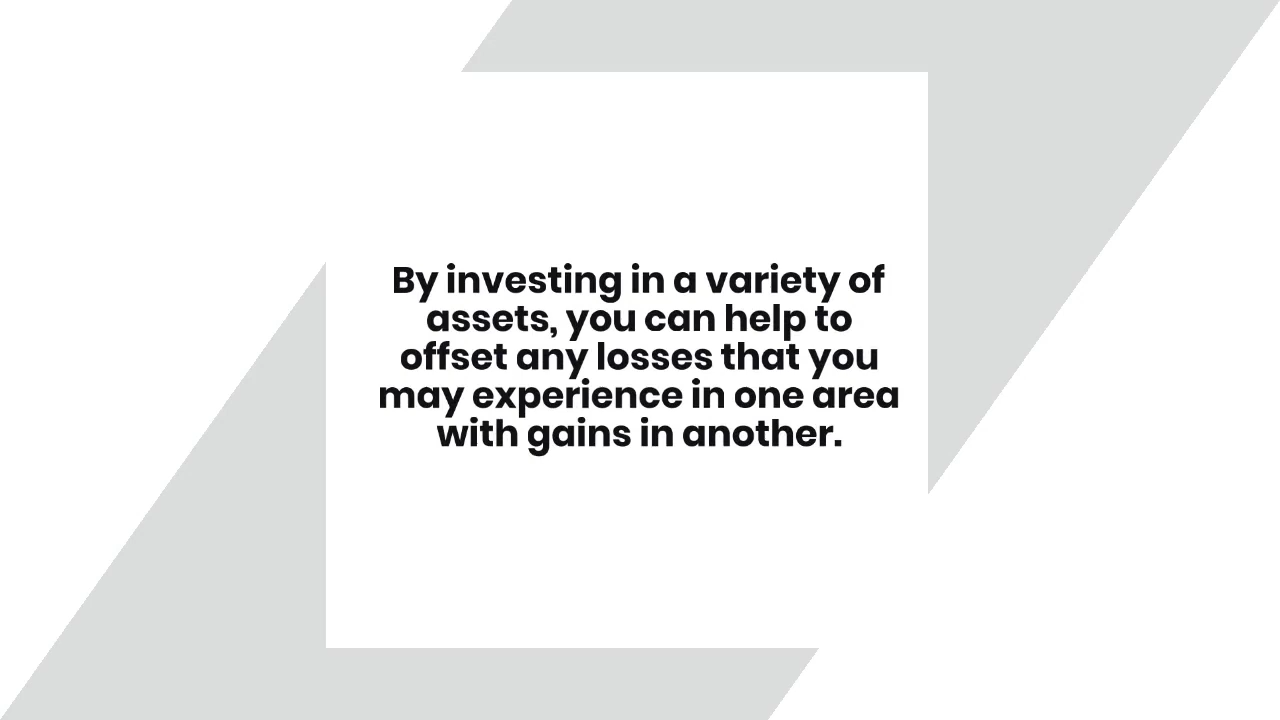 By investing in a variety of
assets, you can help to
offset any losses that you
may experience in one area
with gains in another.